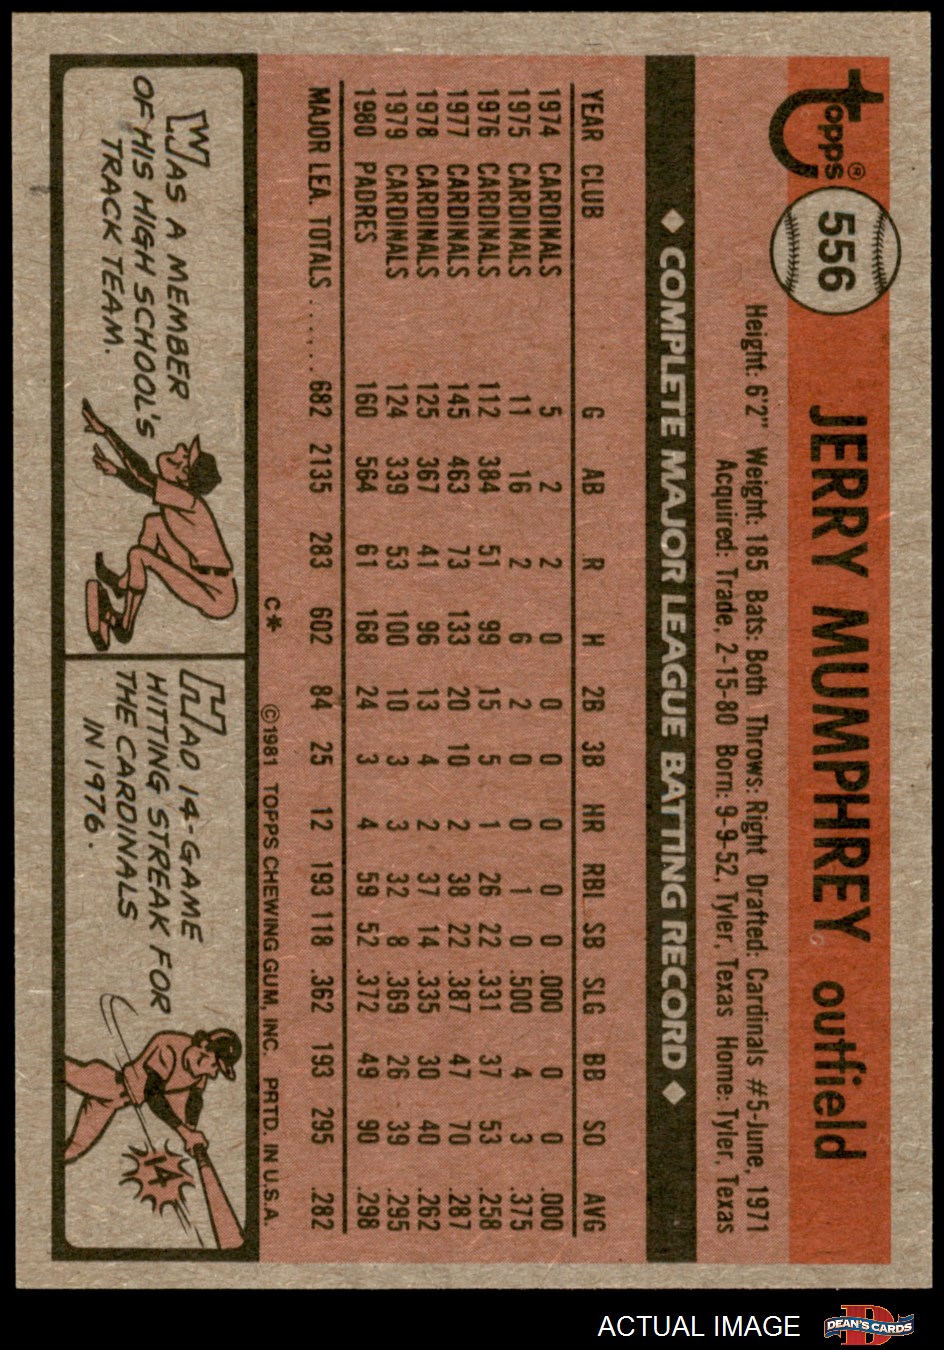 Topps®
556
JERRY MUMPHREY outfield
Height: 6'2" Weight: 185 Bats: Both Throws: Right Drafted: Cardinals #5-June, 1971
Acquired: Trade, 2-15-80 Born: 9-9-52, Tyler, Texas Home: Tyler, Texas
◆ COMPLETE MAJOR LEAGUE BATTING RECORD ◆
YEAR CLUB G AB R H 2B 3B HR RBI SB SLG BB SO AVG
1974 CARDINALS 5 2 2 0 0 0 0 0 0 .000 0 0 .000
1975 CARDINALS 11 16 2 6 2 0 0 1 0 .500 4 3 .375
1976 CARDINALS 112 384 51 99 15 5 1 26 22 .331 37 53 .258
1977 CARDINALS 145 463 73 133 20 10 2 38 22 .387 47 70 .287
1978 CARDINALS 125 367 41 96 13 4 2 37 14 .335 30 40 .262
1979 CARDINALS 124 339 53 100 10 3 3 32 8 .369 26 39 .295
1980 PADRES 160 564 61 168 24 3 4 59 52 .372 49 90 .298
MAJOR LEA. TOTALS ...... 682 2135 283 602 84 25 12 193 118 .362 193 295 .282
C* ©1981 TOPPS CHEWING GUM, INC. PRTD. IN U.S.A.
WAS A MEMBER
OF HIS HIGH SCHOOL'S
TRACK TEAM.
HAD 14-GAME
HITTING STREAK FOR
THE CARDINALS
IN 1976.
14
ACTUAL IMAGE
D
DEAN'S CARDS